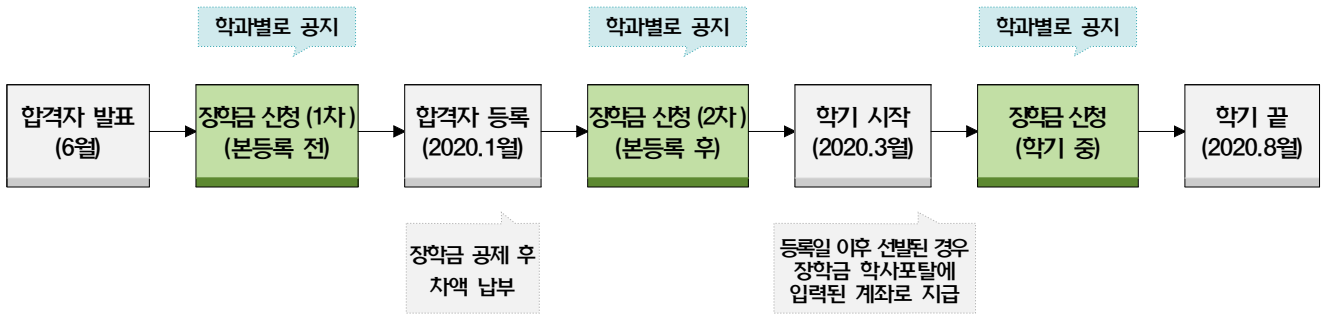 학과별로 공지
학과별로 공지
학과별로 공지
합격자 발표
(6월)
장학금 신청 (1차)
(본등록 전)
합격자 등록
(2020.1월)
장학금 신청 (2차)
(본등록 후)
학기 시작
(2020.3월)
장학금 신청
(학기 중)
학기 끝
(2020.8월)
장학금 공제 후
차액 납부
등록일 이후 선발된 경우
장학금 학사포탈에
입력된 계좌로 지급